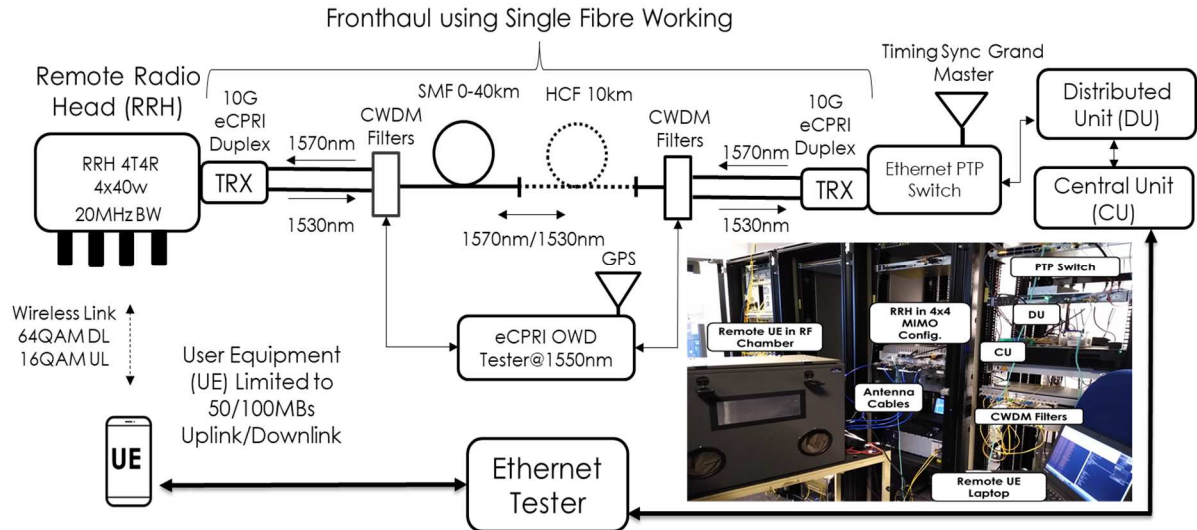 Fronthaul using Single Fibre Working
Remote Radio
Head (RRH)
RRH 4T4R
4x40w
20MHz BW
10G
eCPRI
Duplex
TRX
1570nm
1530nm
CWDM
Filters
SMF 0-40km
HCF 10km
1570nm/1530nm
CWDM
Filters
1570nm
1530nm
10G
eCPRI
Duplex
TRX
Timing Sync Grand
Master
Ethernet PTP
Switch
Distributed
Unit (DU)
Central Unit
(CU)
GPS
eCPRI OWD
Tester@1550nm
Wireless Link
64QAM DL
16QAM UL
User Equipment
(UE) Limited to
50/100MBs
Uplink/Downlink
UE
Ethernet
Tester
PTP Switch
Remote UE in RF
Chamber
RRH in 4x4
MIMO
Config.
DU
CU
Antenna
Cables
CWDM Filters
Remote UE
Laptop